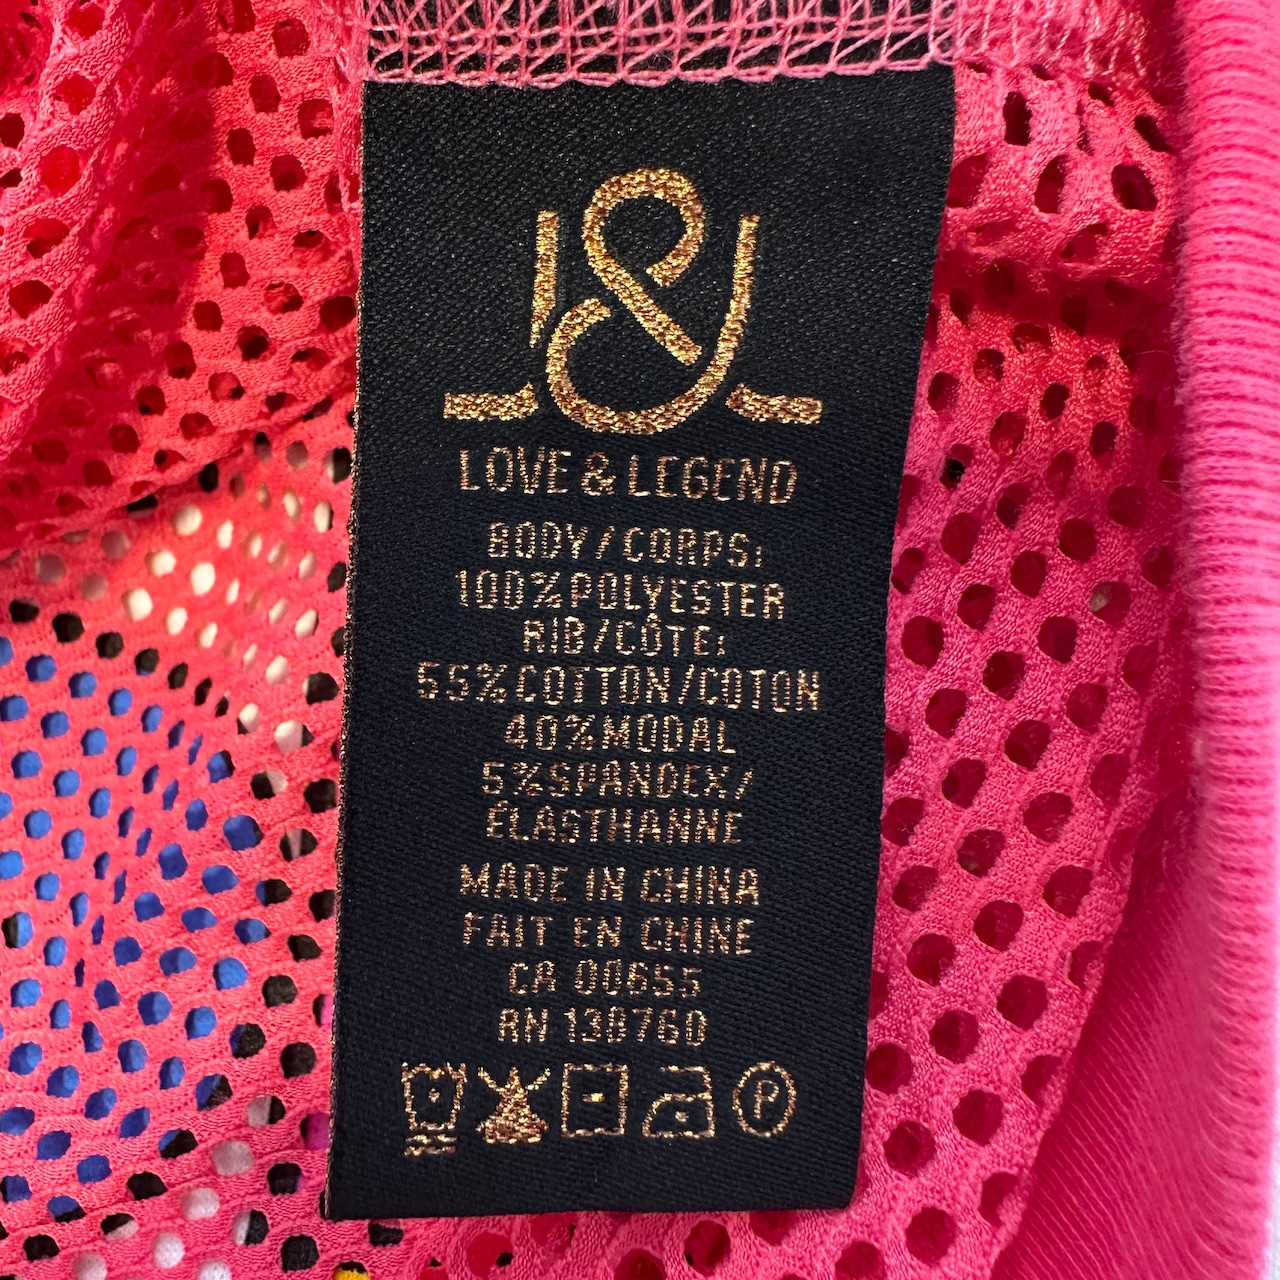 LOVE & LEGEND
BODY/CORPS:
100%POLYESTER
RIB/CÔTE:
55%COTTON/COTON
40%MODAL
5%SPANDEX/
ÉLASTHANNE
MADE IN CHINA
FAIT EN CHINE
CA 00655
RN 138760
P